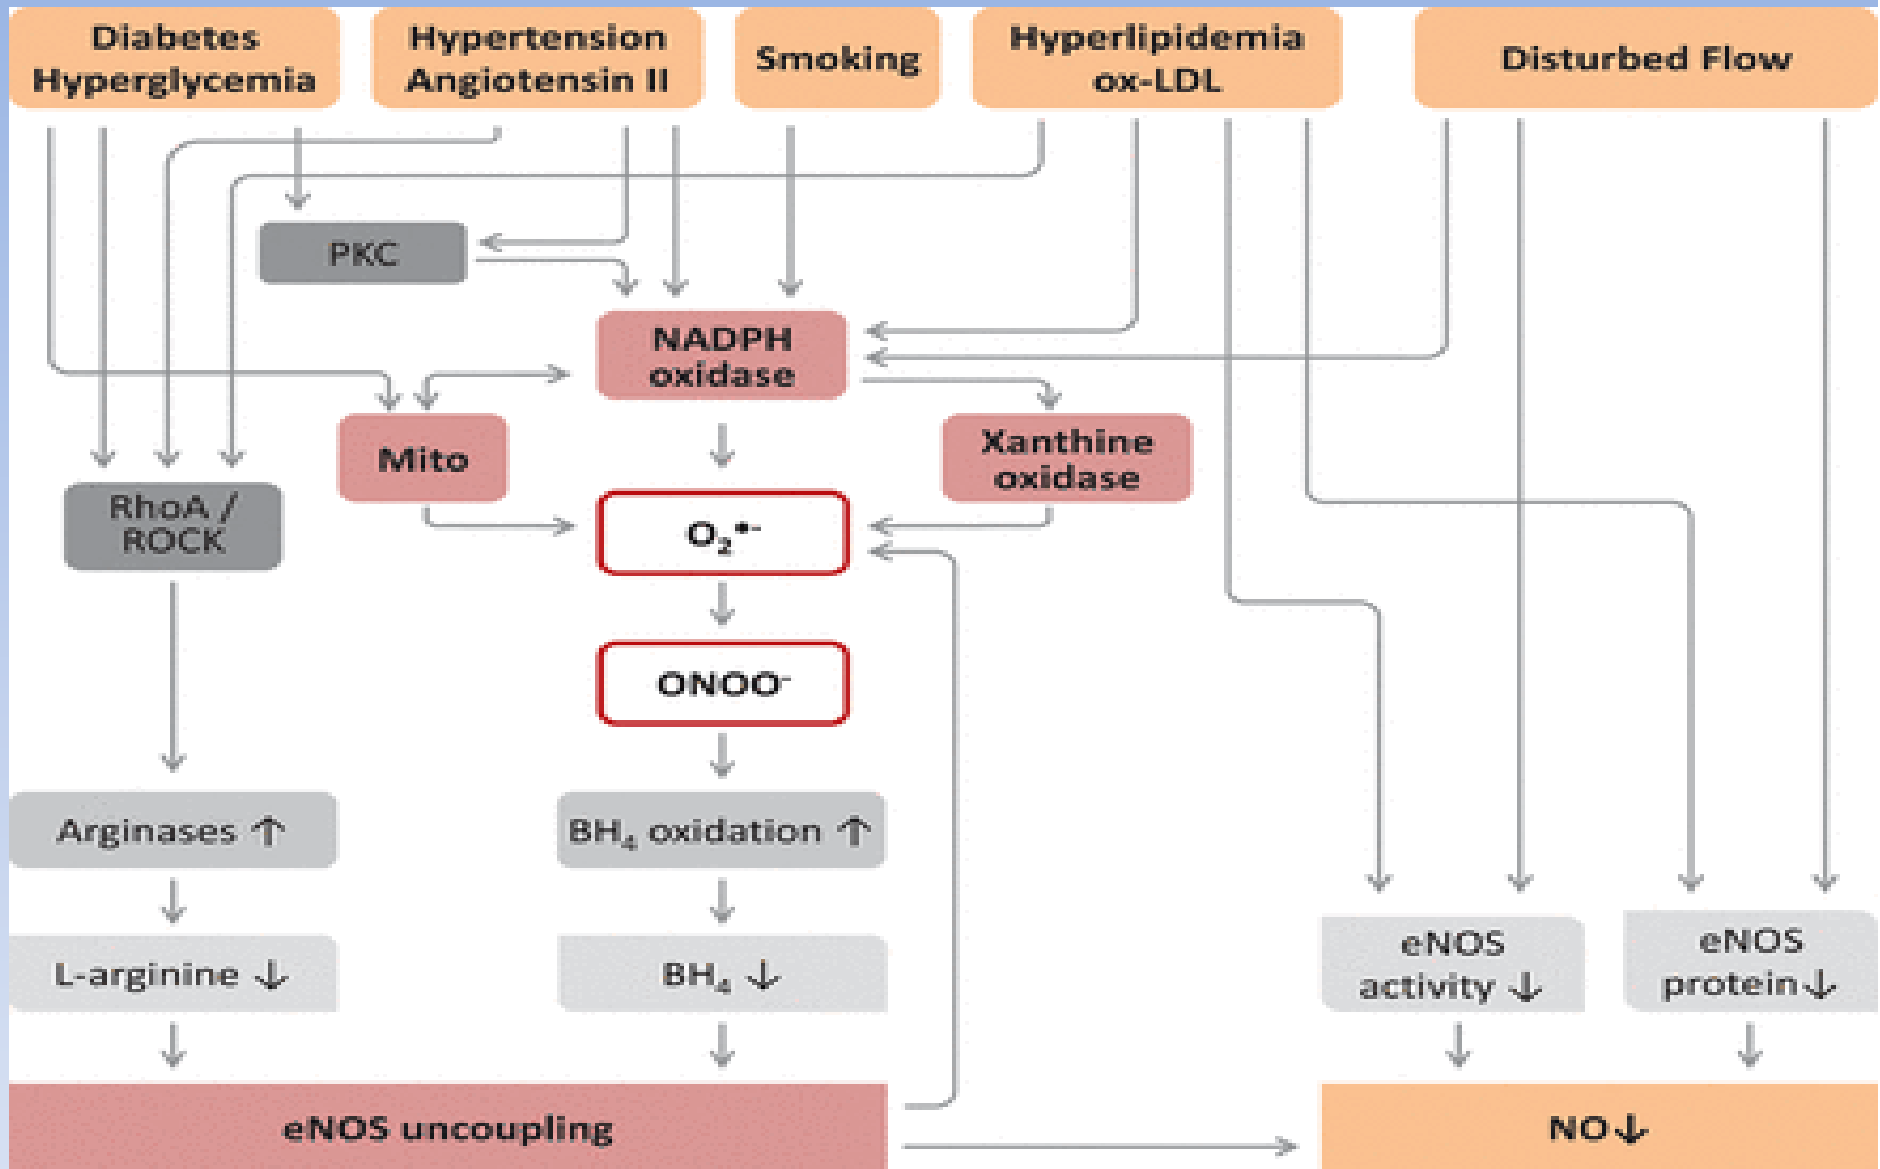 Diabetes
Hyperglycemia
Hypertension
Angiotensin II
Smoking
Hyperlipidemia
ox-LDL
Disturbed Flow
PKC
NADPH
oxidase
Mito
Xanthine
oxidase
RhoA /
ROCK
O₂•-
ONOO-
Arginases ↑
BH₄ oxidation ↑
L-arginine ↓
BH₄ ↓
eNOS
activity ↓
eNOS
protein↓
eNOS uncoupling
NO↓